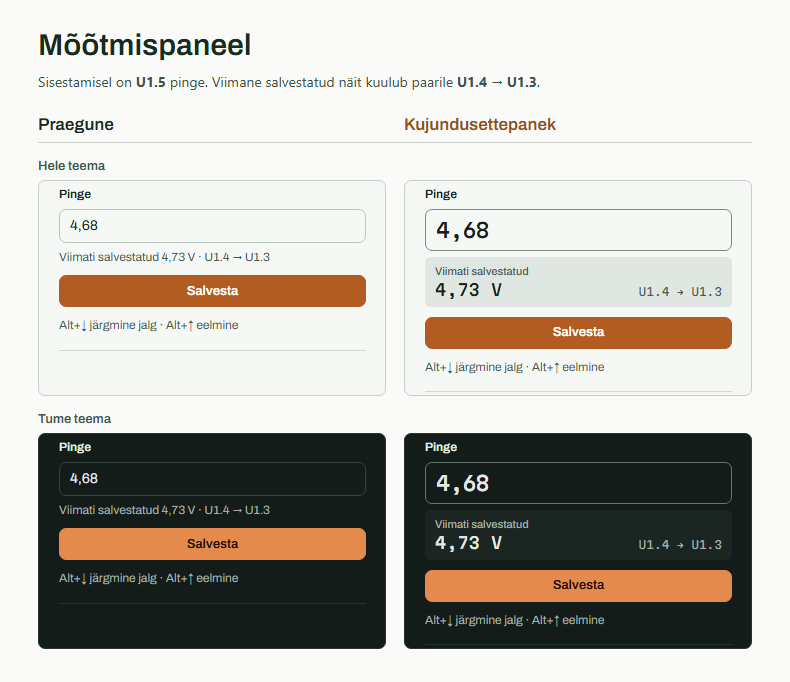 Mõõtmispaneel
Sisestamisel on U1.5 pinge. Viimane salvestatud näit kuulub paarile U1.4 → U1.3.
Praegune
Kujundusettepanek
Hele teema
Pinge
4,68
Viimati salvestatud 4,73 V · U1.4 → U1.3
Salvesta
Alt+↓ järgmine jalg · Alt+↑ eelmine
Pinge
4,68
Viimati salvestatud
4,73 V
U1.4 → U1.3
Salvesta
Alt+↓ järgmine jalg · Alt+↑ eelmine
Tume teema
Pinge
4,68
Viimati salvestatud 4,73 V · U1.4 → U1.3
Salvesta
Alt+↓ järgmine jalg · Alt+↑ eelmine
Pinge
4,68
Viimati salvestatud
4,73 V
U1.4 → U1.3
Salvesta
Alt+↓ järgmine jalg · Alt+↑ eelmine